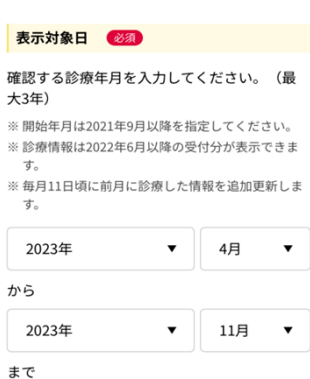 表示対象日 必須
確認する診療年月を入力してください。（最
大3年）
※ 開始年月は2021年9月以降を指定してください。
※ 診療情報は2022年6月以降の受付分が表示できま
す。
※ 毎月11日頃に前月に診療した情報を追加更新しま
す。
2023年 ▼ 4月 ▼
から
2023年 ▼ 11月 ▼
まで